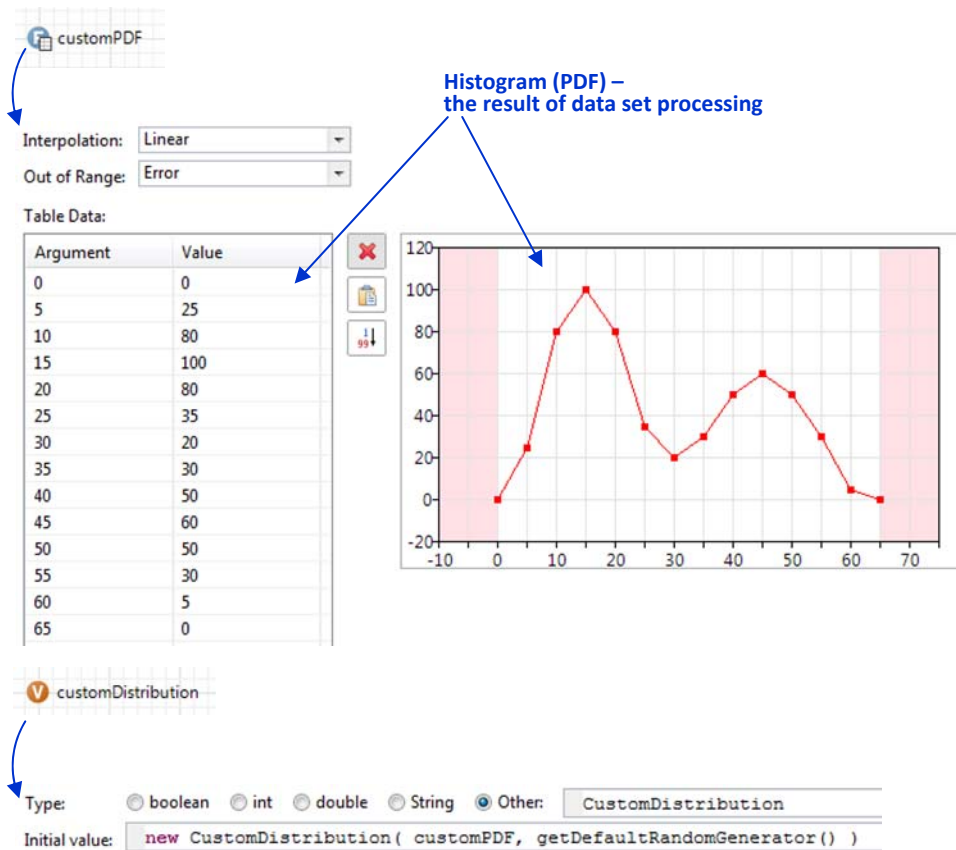 customPDF
Histogram (PDF) –
the result of data set processing
Interpolation: Linear
Out of Range: Error
Table Data:
Argument Value
0 0
5 25
10 80
15 100
20 80
25 35
30 20
35 30
40 50
45 60
50 50
55 30
60 5
65 0
1
99
120
100
80
60
40
20
0
-20
-10 0 10 20 30 40 50 60 70
customDistribution
Type: boolean int double String Other: CustomDistribution
Initial value: new CustomDistribution( customPDF, getDefaultRandomGenerator() )